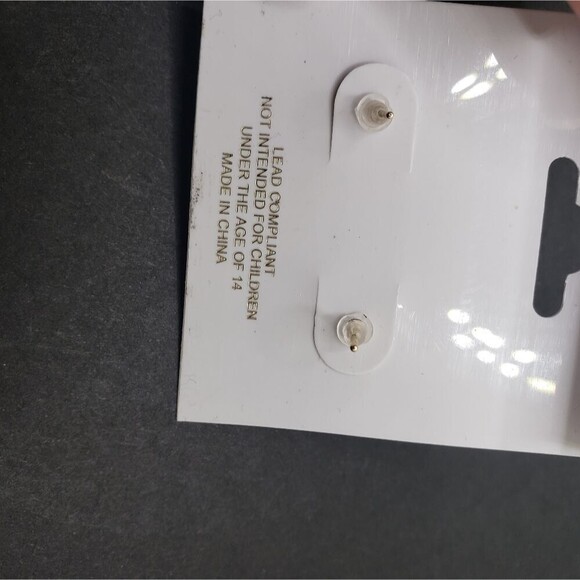 LEAD COMPLIANT
NOT INTENDED FOR CHILDREN
UNDER THE AGE OF 14
MADE IN CHINA